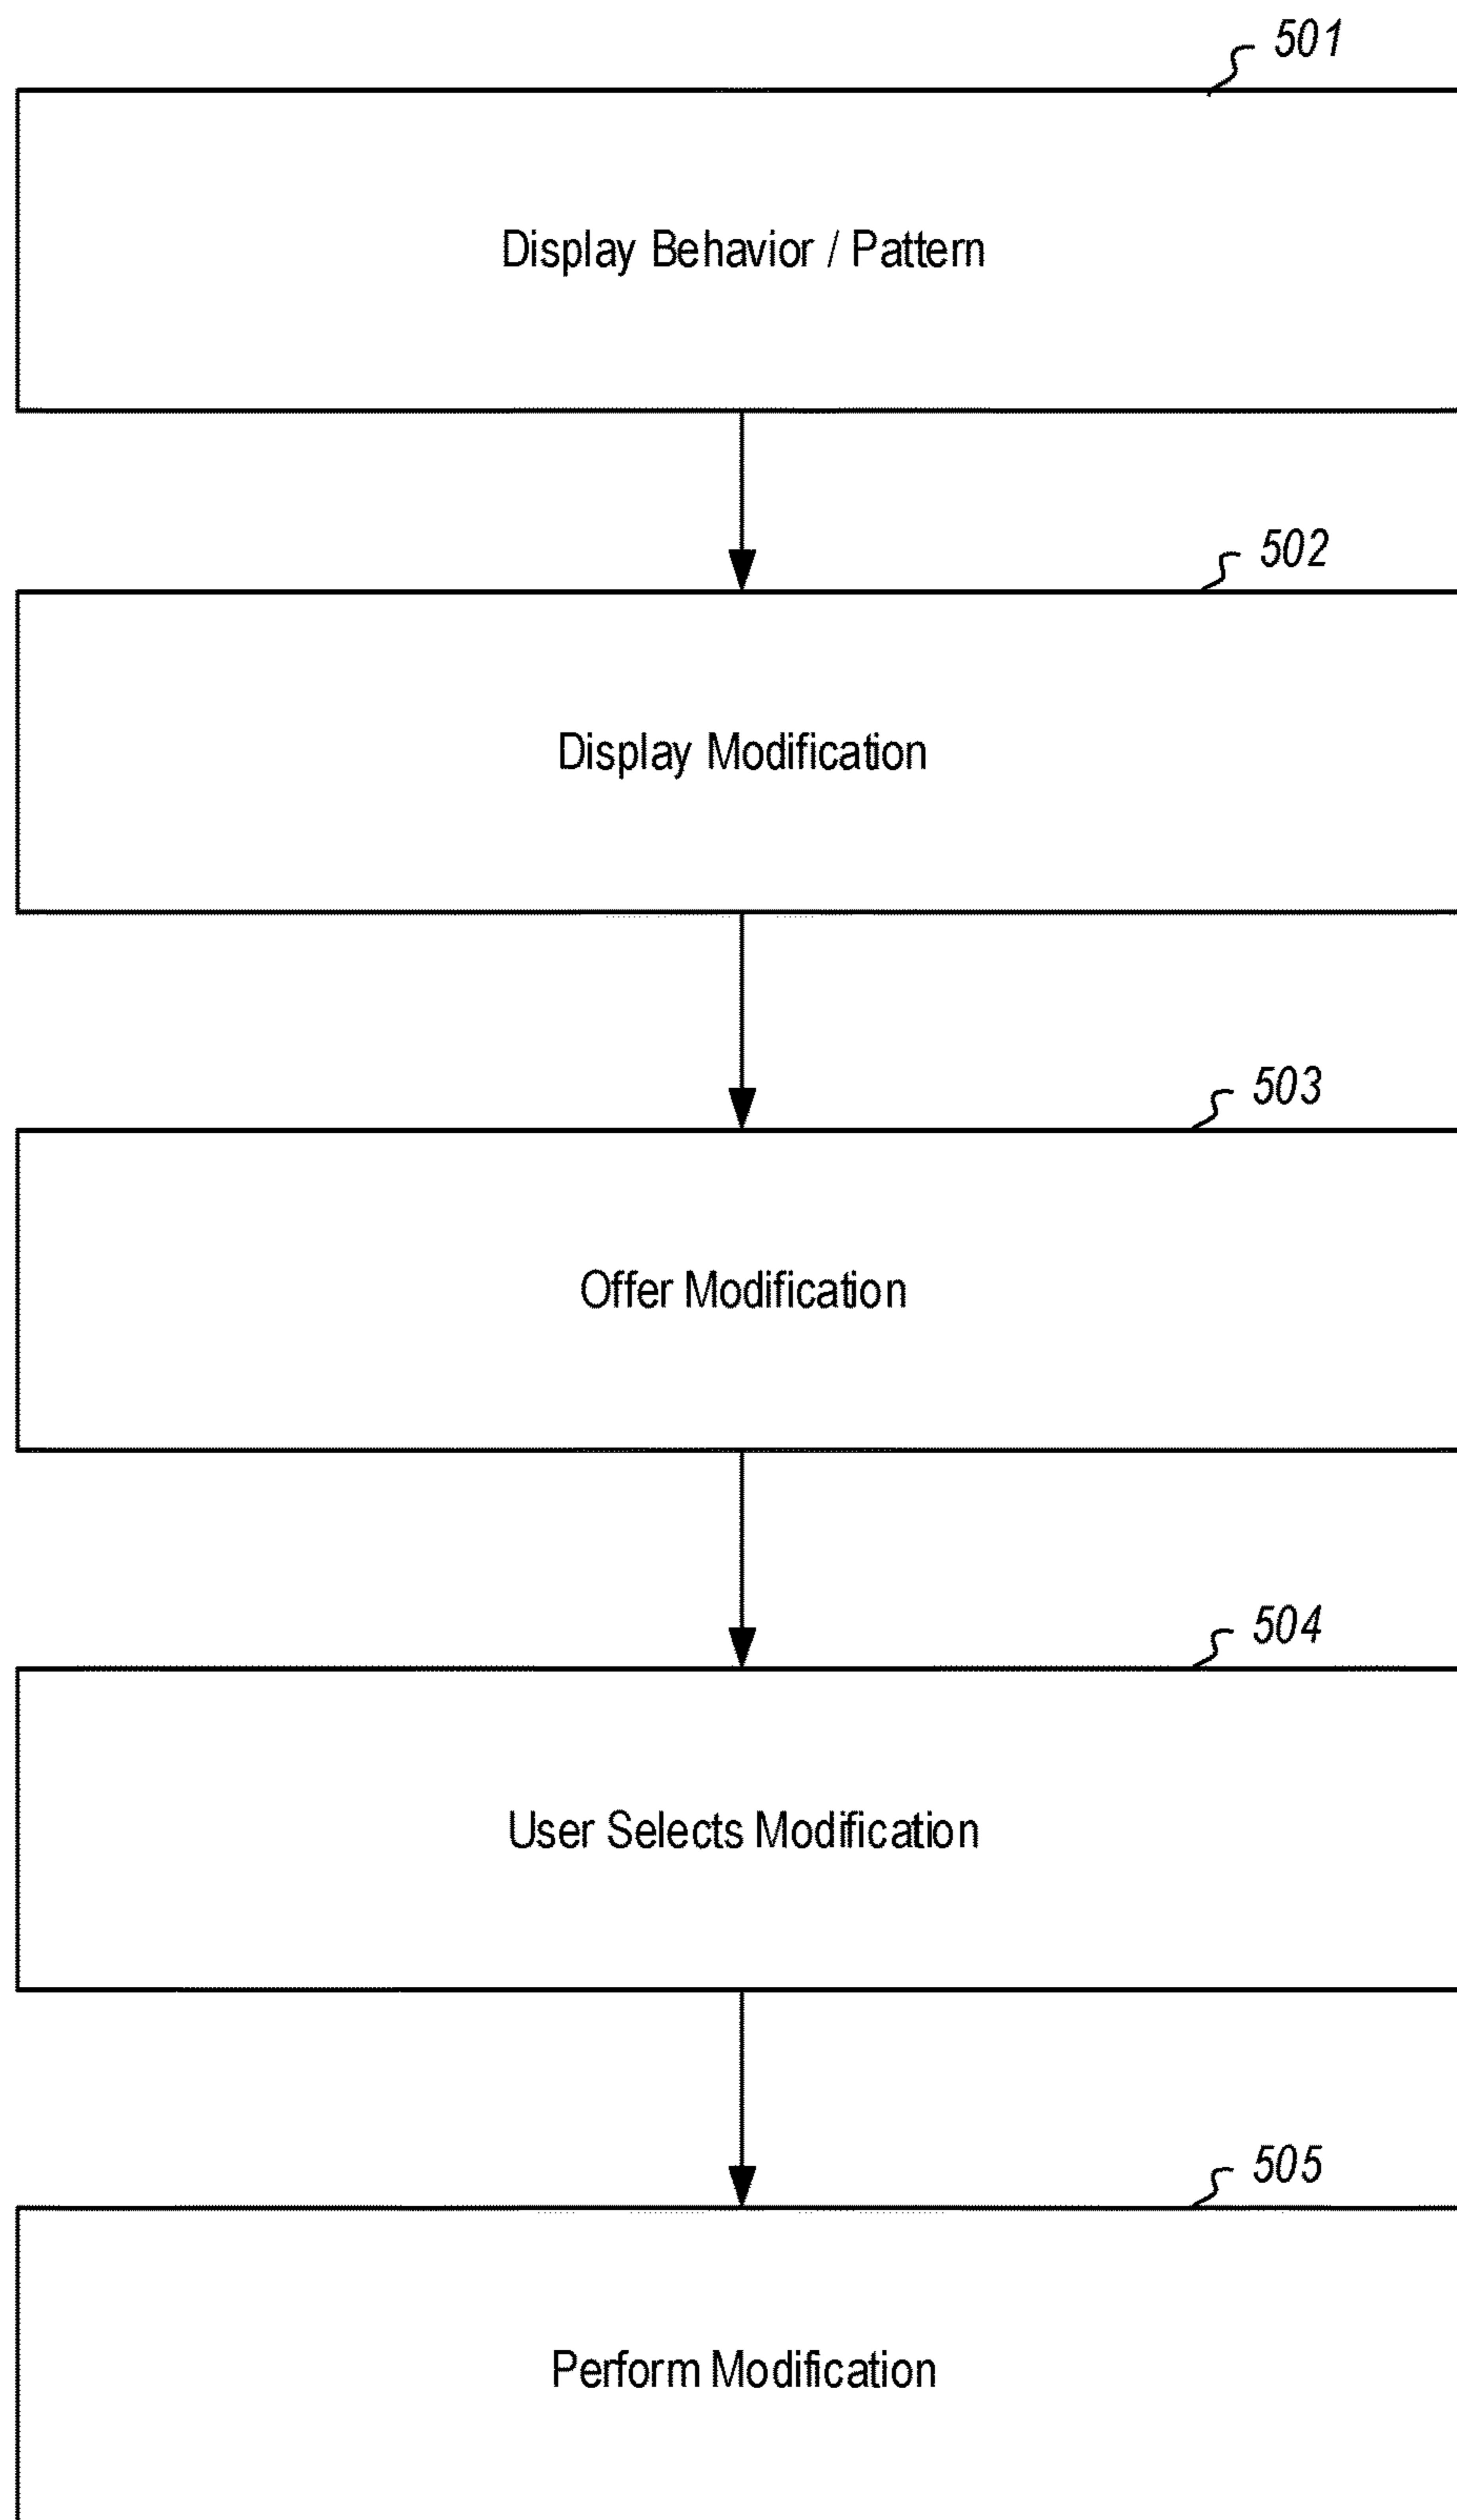 501
Display Behavior / Pattern
502
Display Modification
503
Offer Modification
504
User Selects Modification
505
Perform Modification